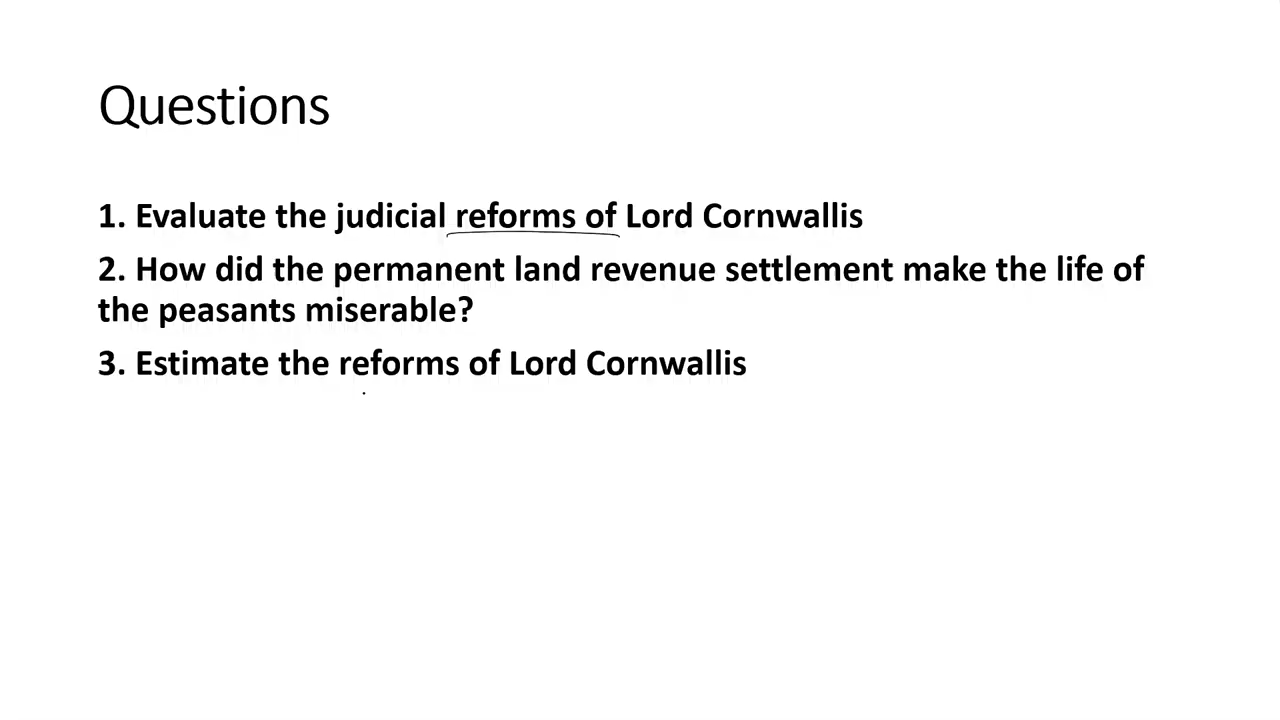 Questions
1. Evaluate the judicial reforms of Lord Cornwallis
2. How did the permanent land revenue settlement make the life of
the peasants miserable?
3. Estimate the reforms of Lord Cornwallis